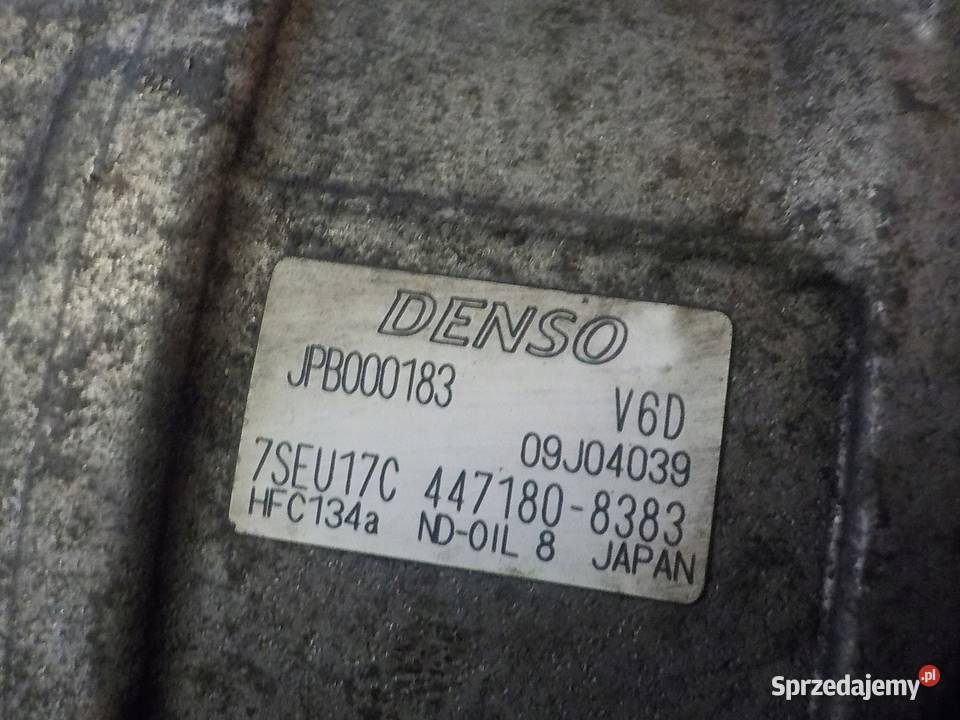 DENSO
JPB000183
V6D
09J04039
7SEU17C 447180-8383
HFC134a ND-OIL 8 JAPAN
Sprzedajemy.pl